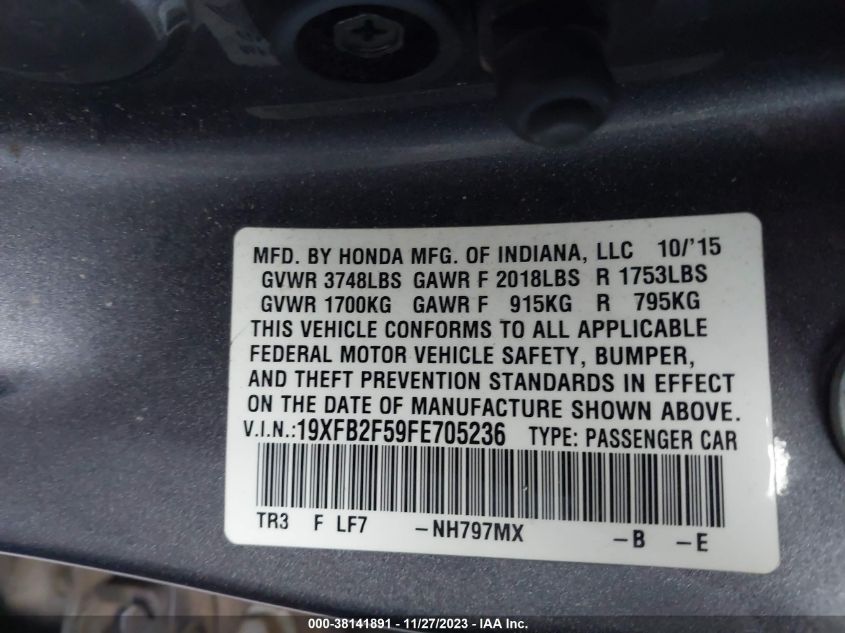 MFD. BY HONDA MFG. OF INDIANA, LLC 10/'15
GVWR 3748LBS GAWR F 2018LBS R 1753LBS
GVWR 1700KG GAWR F 915KG R 795KG
THIS VEHICLE CONFORMS TO ALL APPLICABLE
FEDERAL MOTOR VEHICLE SAFETY, BUMPER,
AND THEFT PREVENTION STANDARDS IN EFFECT
ON THE DATE OF MANUFACTURE SHOWN ABOVE.
V.I.N.:19XFB2F59FE705236 TYPE: PASSENGER CAR
TR3 F LF7 -NH797MX -B -E
000-38141891 - 11/27/2023 - IAA Inc.